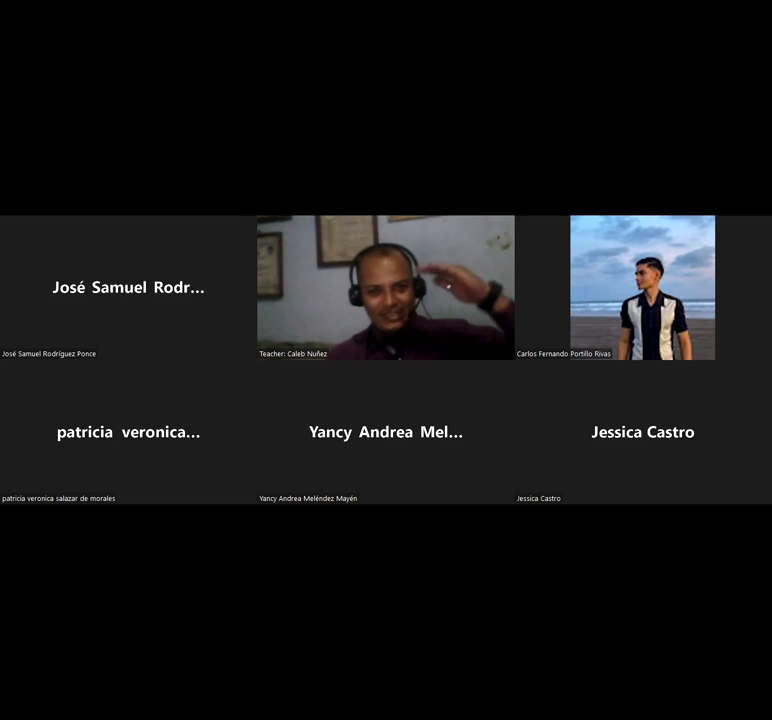 José Samuel Rodr...
José Samuel Rodríguez Ponce
Teacher: Caleb Nuñez
Carlos Fernando Portillo Rivas
patricia veronica...
Yancy Andrea Mel...
Jessica Castro
patricia veronica salazar de morales
Yancy Andrea Meléndez Mayén
Jessica Castro